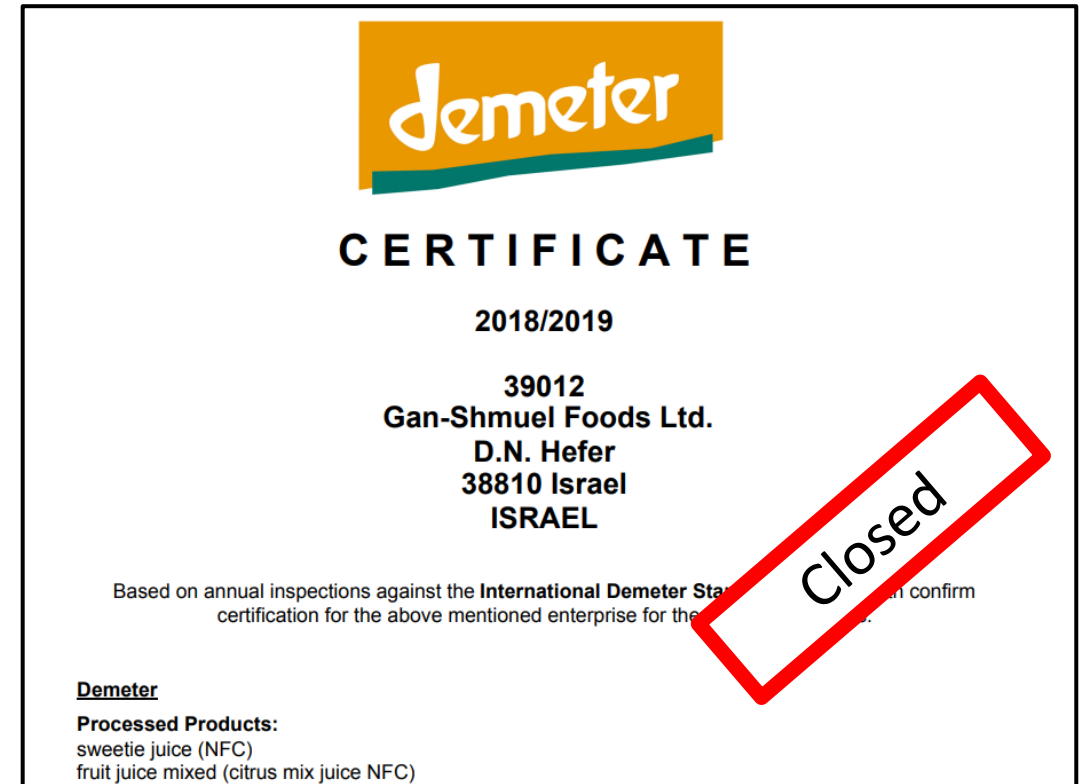 demeter
CERTIFICATE
2018/2019
39012
Gan-Shmuel Foods Ltd.
D.N. Hefer
38810 Israel
ISRAEL
Based on annual inspections against the International Demeter confirm
certification for the above mentioned enterprise for
Closed
Demeter
Processed Products:
sweetie juice (NFC)
fruit juice mixed (citrus mix juice NFC)